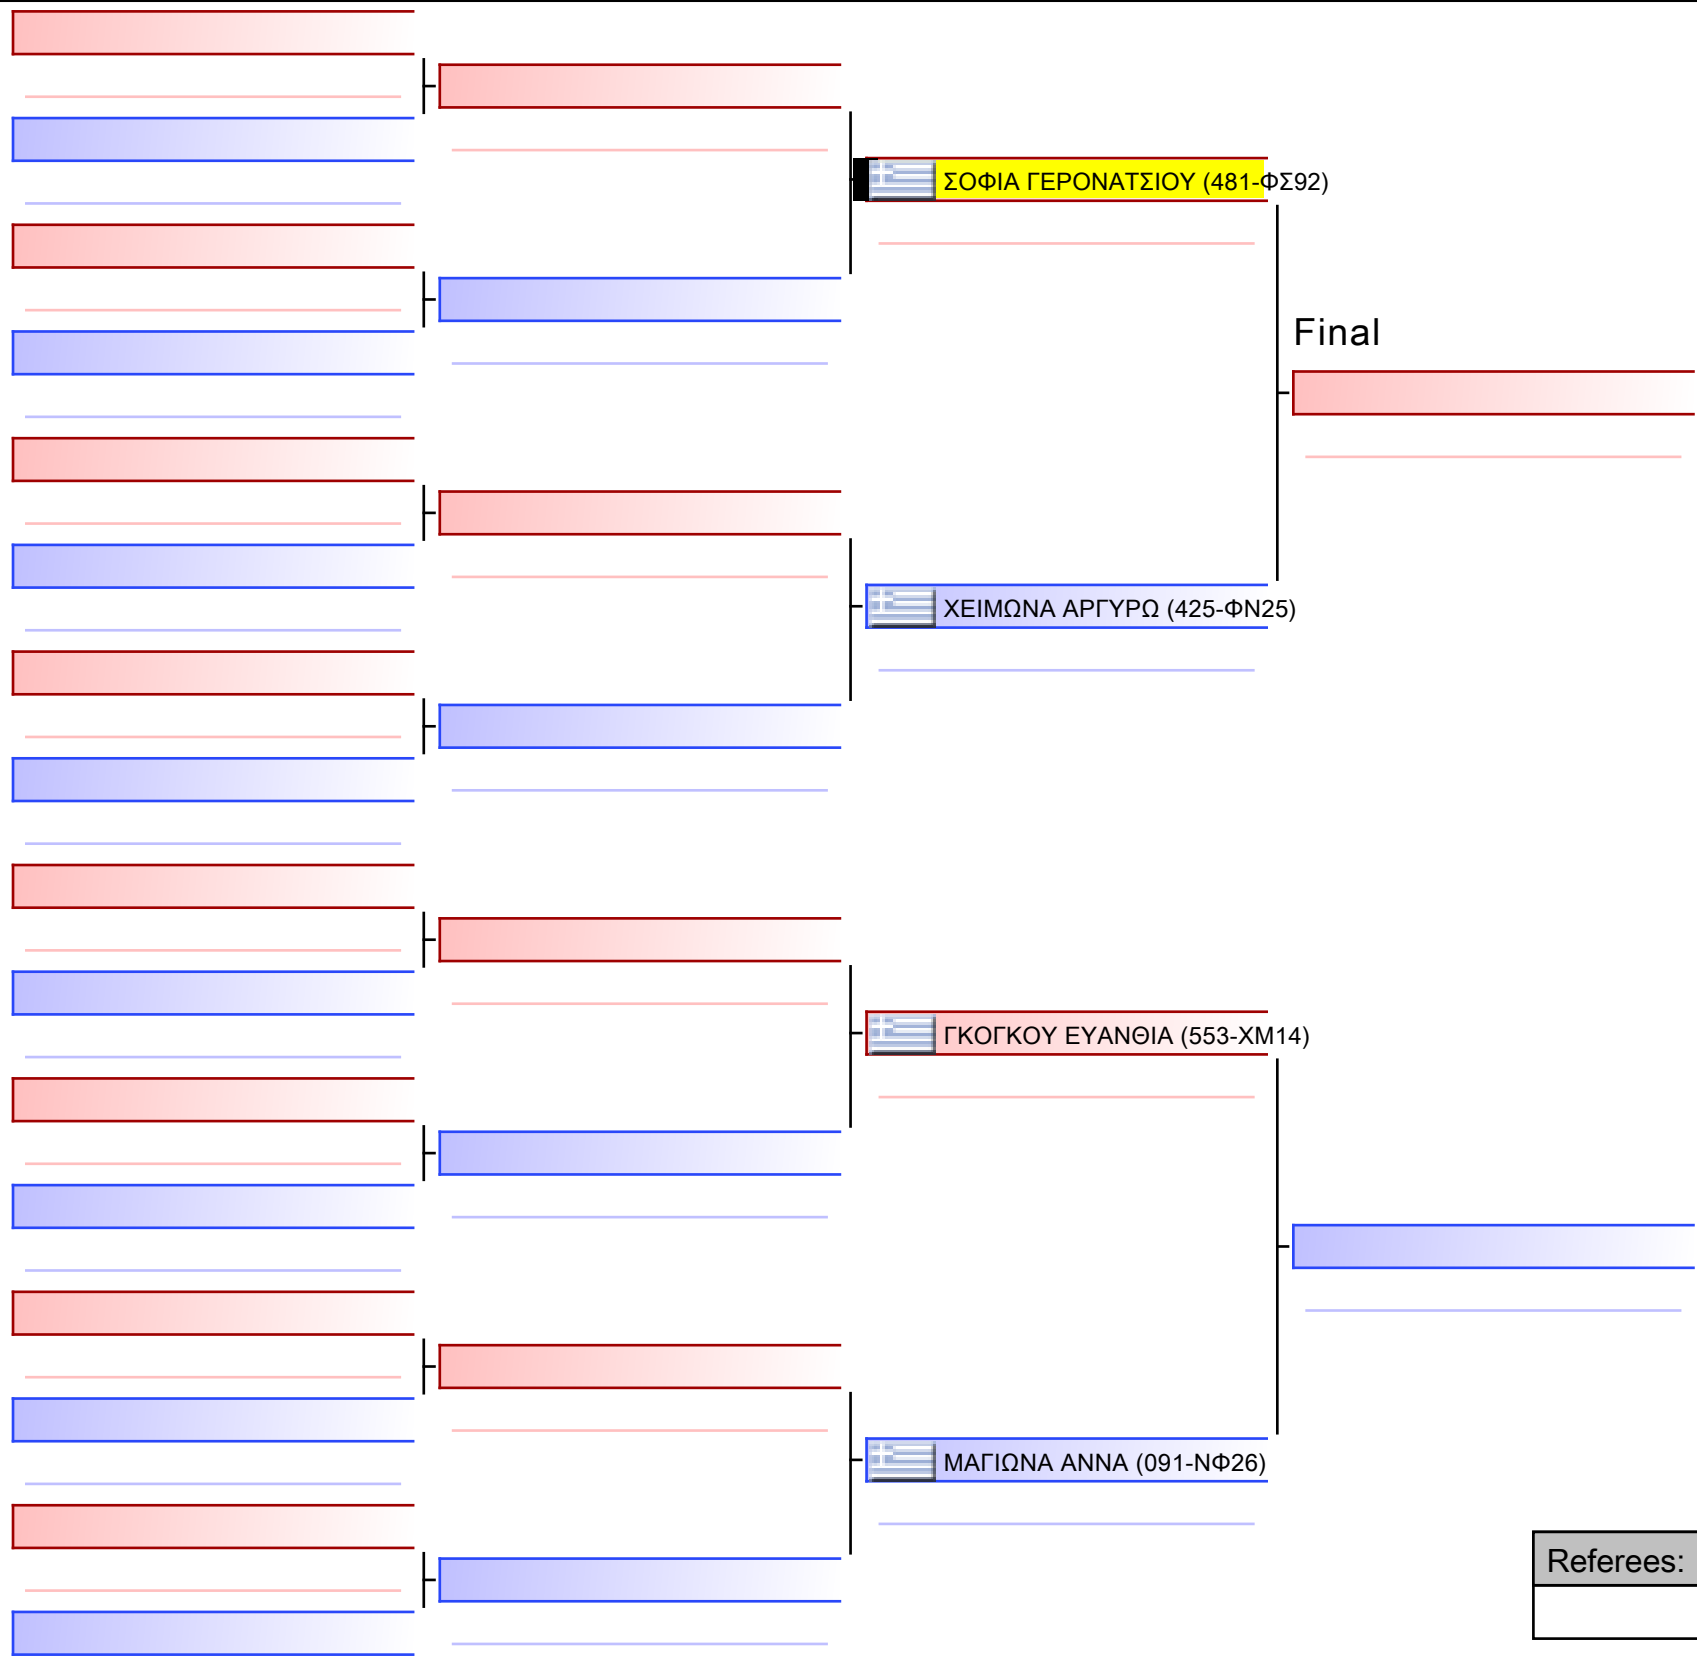 ΣΟΦΙΑ ΓΕΡΟΝΑΤΣΙΟΥ (481-ΦΣ92)
Final
ΧΕΙΜΩΝΑ ΑΡΓΥΡΩ (425-ΦΝ25)
ΓΚΟΓΚΟΥ ΕΥΑΝΘΙΑ (553-ΧΜ14)
ΜΑΓΙΩΝΑ ΑΝΝΑ (091-ΝΦ26)
Referees: